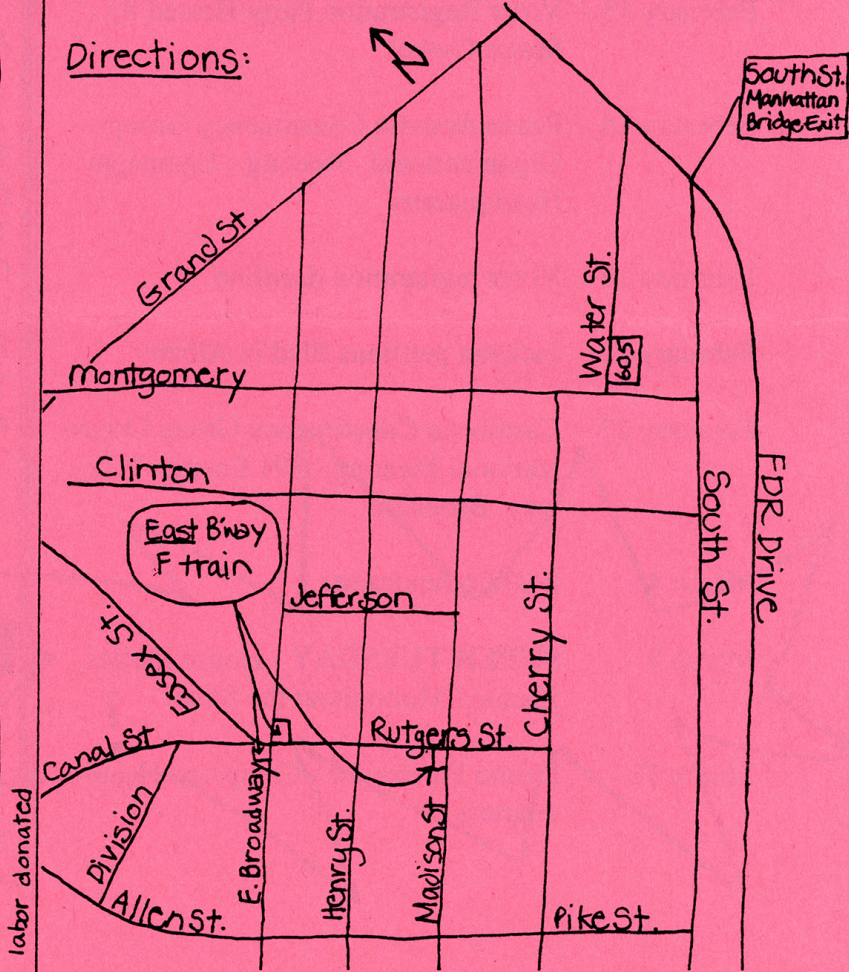 Directions:
N
South St.
Manhattan
Bridge Exit
Grand St.
Water St.
605
Montgomery
Clinton
East B'way
F train
Jefferson
South St.
FDR Drive
Essex St.
Cherry St.
Rutgers St.
Canal St.
Division
E. Broadway
Henry St.
Madison St
Allen St.
Pike St.
labor donated